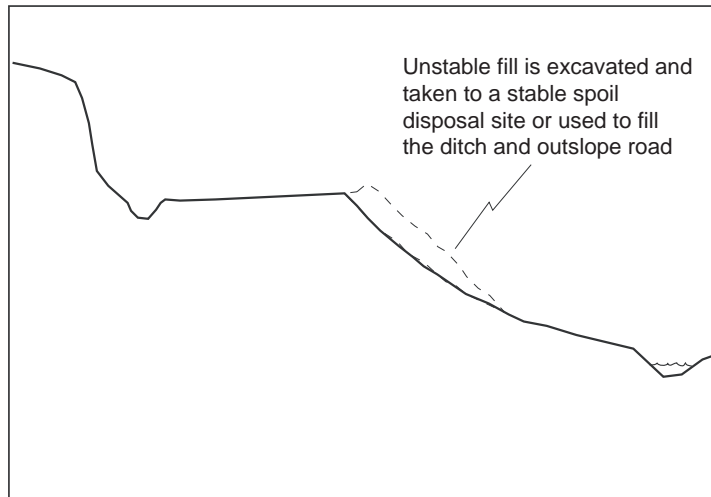 Unstable fill is excavated and
taken to a stable spoil
disposal site or used to fill
the ditch and outslope road